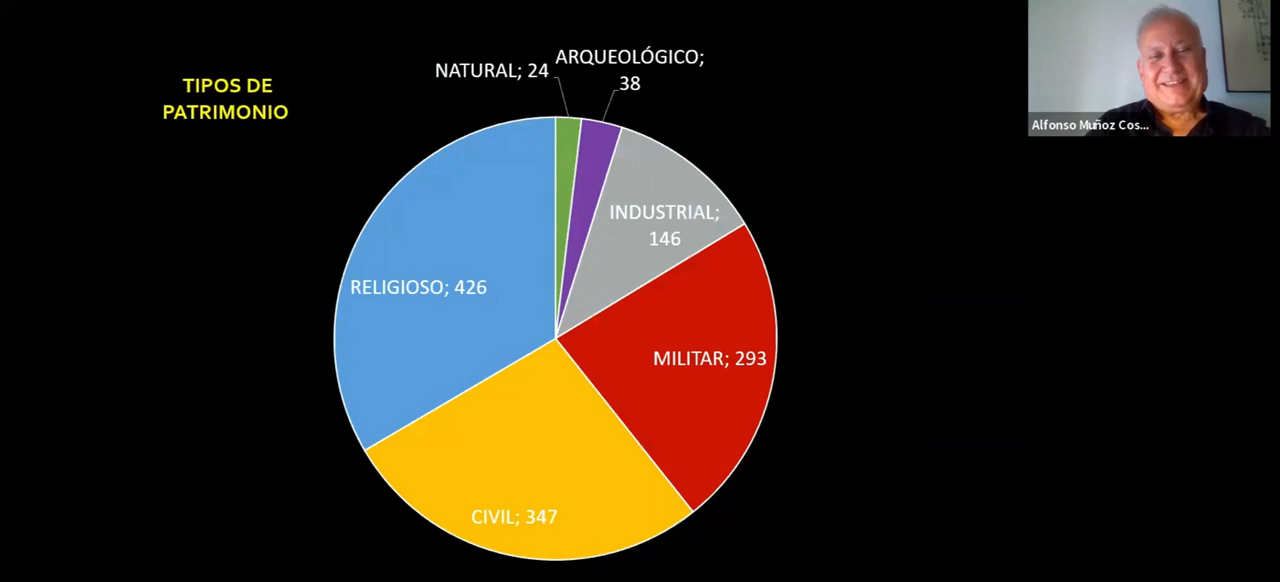 TIPOS DE
PATRIMONIO
NATURAL; 24
ARQUEOLÓGICO;
38
INDUSTRIAL;
146
RELIGIOSO; 426
MILITAR; 293
CIVIL; 347
Alfonso Muñoz Cos...